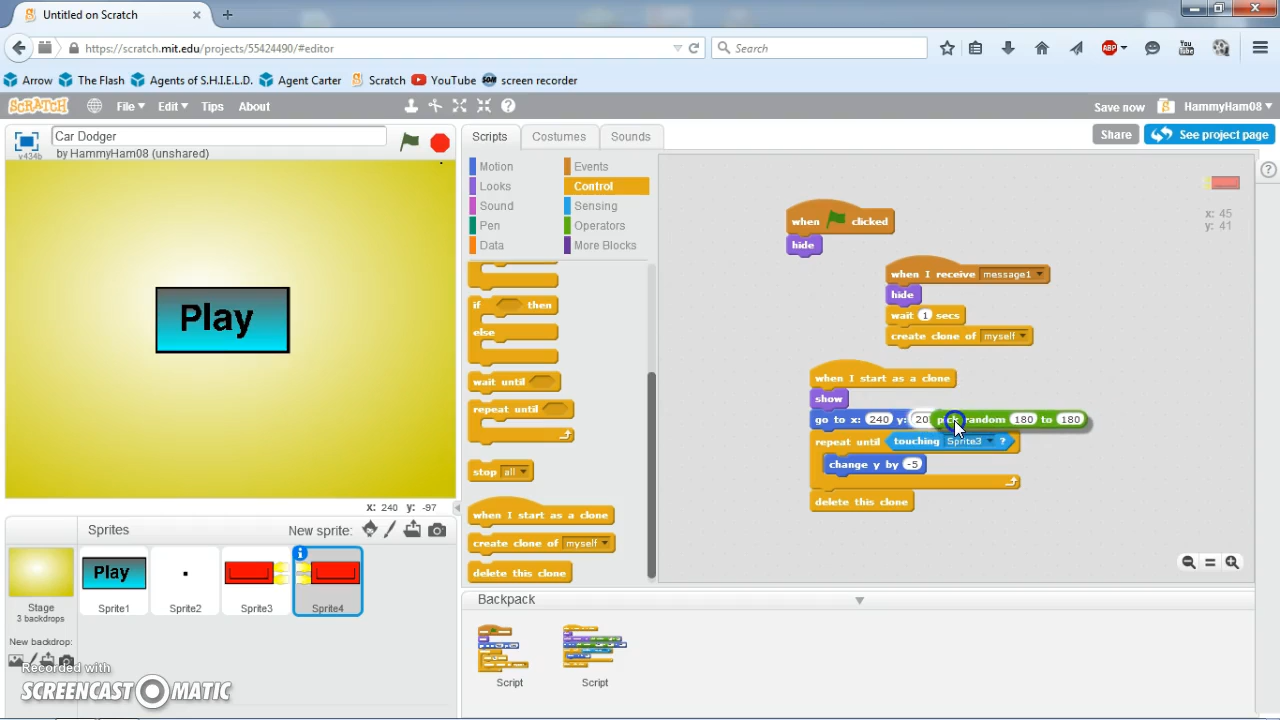 Untitled on Scratch
https://scratch.mit.edu/projects/55424490/#editor
Search
ABP
You Tube
Arrow The Flash Agents of S.H.I.E.L.D. Agent Carter Scratch YouTube SOM screen recorder
SCRATCH File Edit Tips About Save now HammyHam08
Car Dodger
by HammyHam08 (unshared)
v434b
Scripts Costumes Sounds Share See project page
Motion Events
Looks Control
Sound Sensing
Pen Operators
Data More Blocks
if then
else
wait until
repeat until
stop all
when I start as a clone
create clone of myself
delete this clone
when clicked
hide
when I receive message1
hide
wait 1 secs
create clone of myself
when I start as a clone
show
go to x: 240 y: 20 pick random 180 to 180
repeat until touching Sprite3 ?
change y by -5
delete this clone
x: 45
y: 41
Play
x: 240 y: -97
Sprites New sprite:
Play
Stage
3 backdrops
Sprite1 Sprite2 Sprite3 Sprite4
New backdrop:
Recorded with
SCREENCAST MATIC
Backpack
Script Script